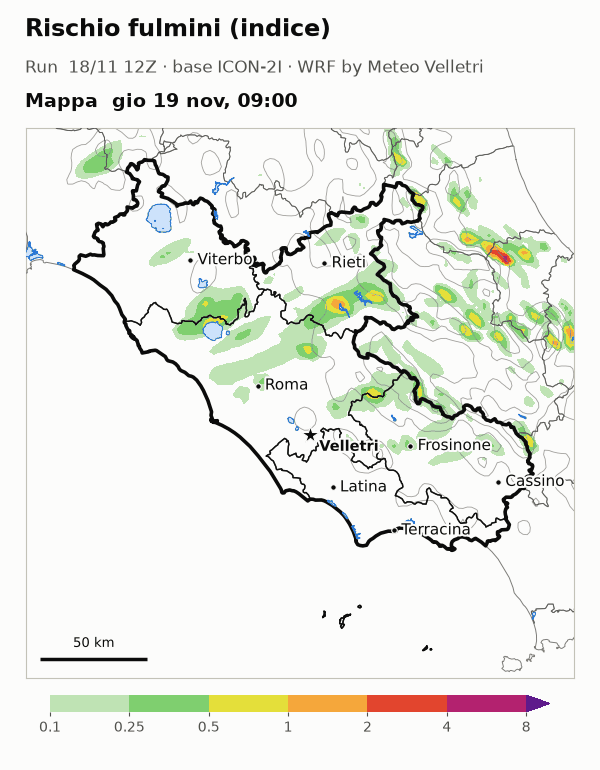 Rischio fulmini (indice)
Run  18/11 12Z · base ICON-2I · WRF by Meteo Velletri
Mappa  gio 19 nov, 09:00
Viterbo
Rieti
Roma
Velletri
Frosinone
Latina
Cassino
Terracina
50 km
0.1 0.25 0.5 1 2 4 8